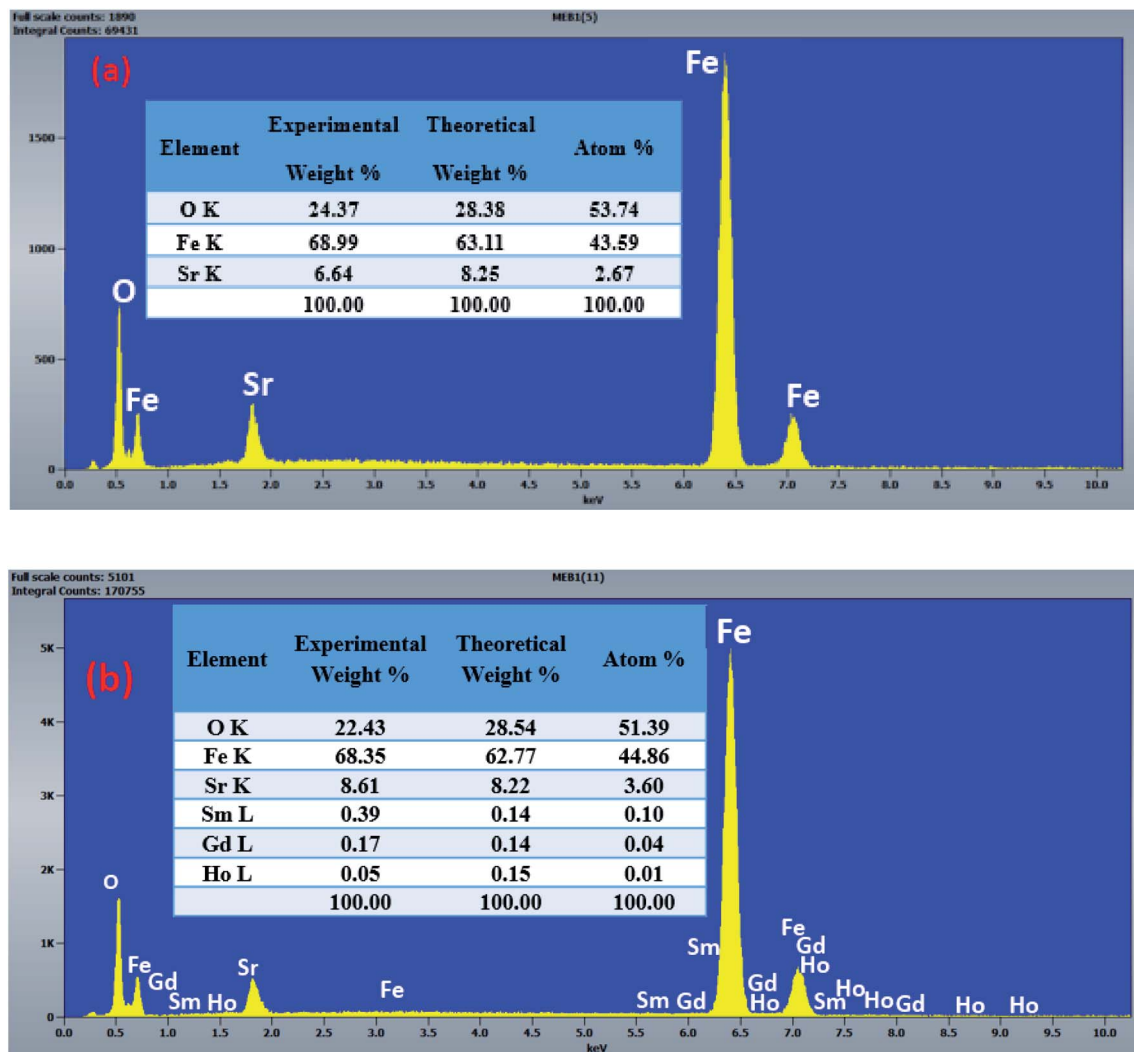 Full scale counts: 1890
MEB1(5)
Integral Counts: 69431
(a)
Fe
Element Experimental Weight % Theoretical Weight % Atom %
O K 24.37 28.38 53.74
Fe K 68.99 63.11 43.59
Sr K 6.64 8.25 2.67
100.00 100.00 100.00
1500
1000
500
0
O
Fe
Sr
Fe
0.0 0.5 1.0 1.5 2.0 2.5 3.0 3.5 4.0 4.5 5.0 5.5 6.0 6.5 7.0 7.5 8.0 8.5 9.0 9.5 10.0
keV
Full scale counts: 5101
MEB1(11)
Integral Counts: 170755
(b)
Fe
Element Experimental Weight % Theoretical Weight % Atom %
O K 22.43 28.54 51.39
Fe K 68.35 62.77 44.86
Sr K 8.61 8.22 3.60
Sm L 0.39 0.14 0.10
Gd L 0.17 0.14 0.04
Ho L 0.05 0.15 0.01
100.00 100.00 100.00
5K
4K
3K
2K
1K
0
O
Fe
Gd
Sm Ho
Sr
Fe
Sm
Sm Gd
Gd
Ho
Fe
Gd
Ho
Sm
Ho
Ho
Gd
Ho
Ho
0.0 0.5 1.0 1.5 2.0 2.5 3.0 3.5 4.0 4.5 5.0 5.5 6.0 6.5 7.0 7.5 8.0 8.5 9.0 9.5 10.0
keV